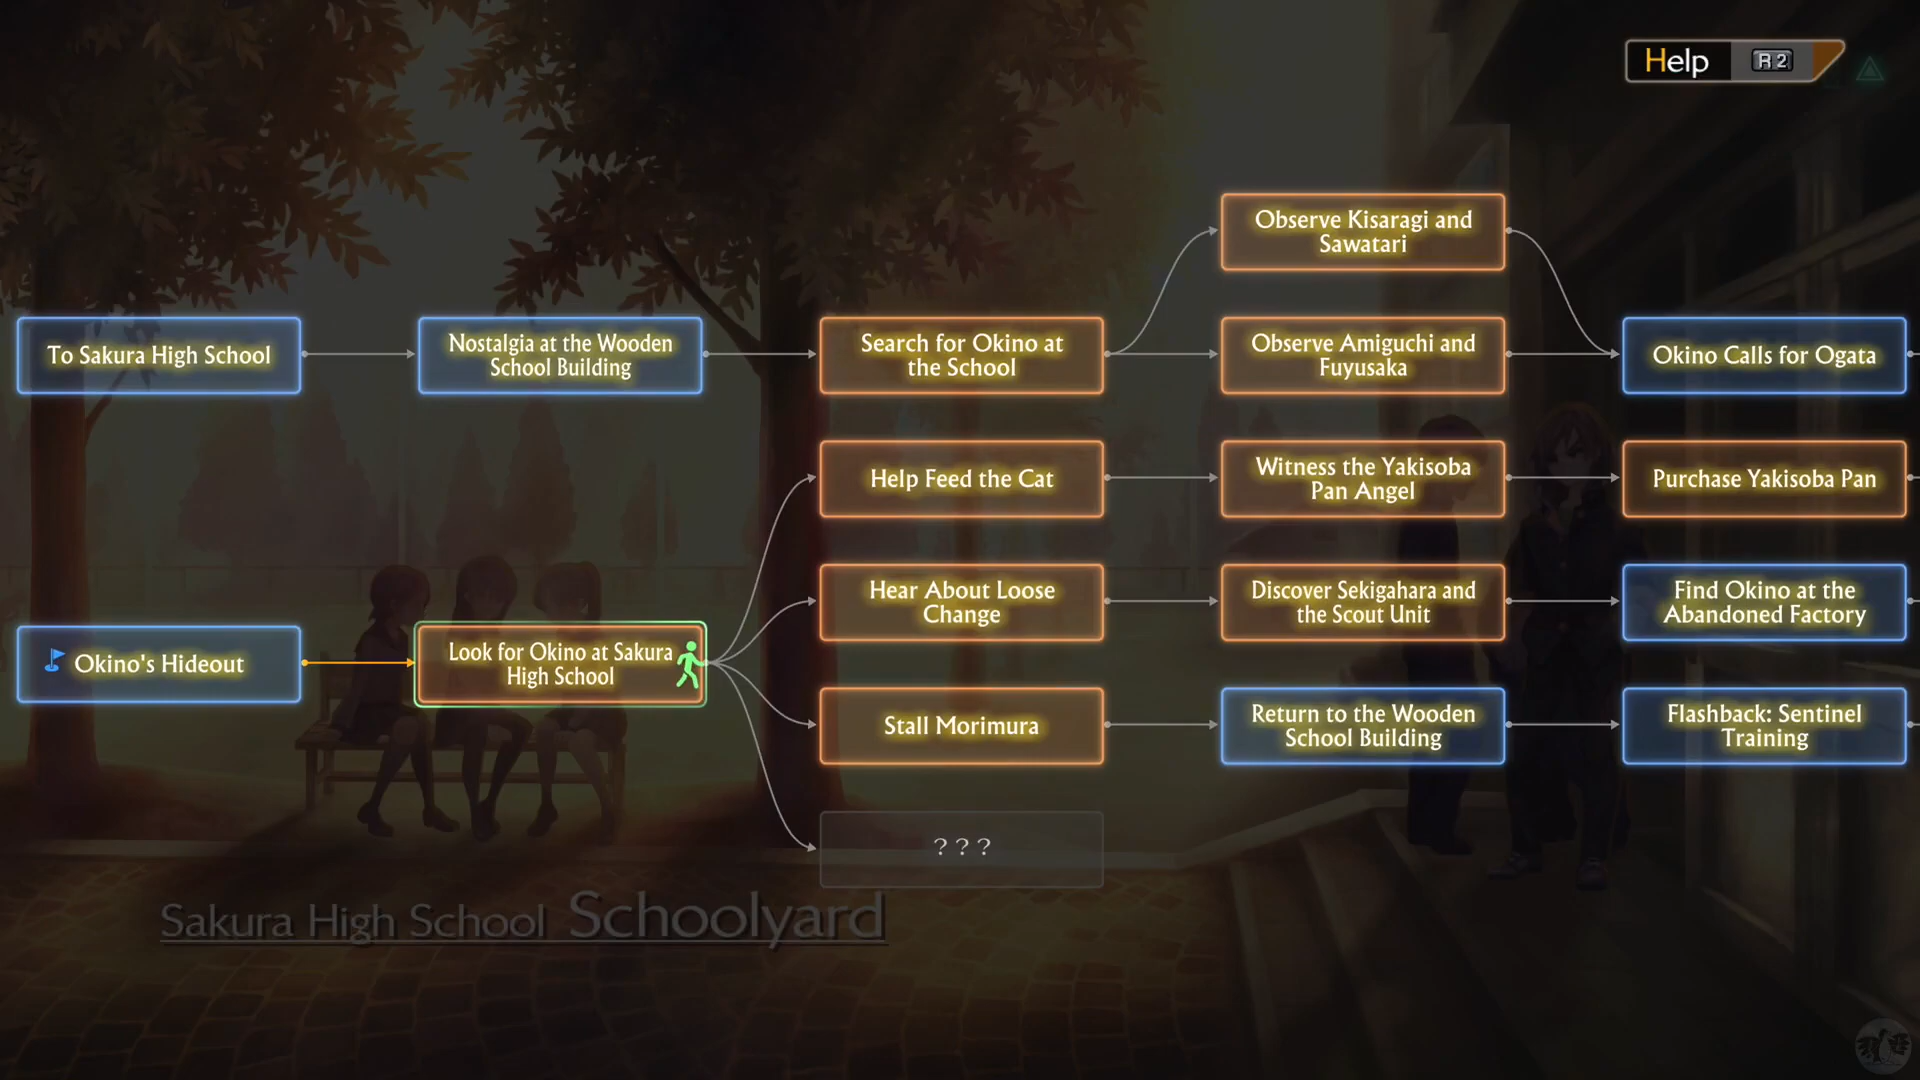 Help R2
Observe Kisaragi and
Sawatari
To Sakura High School
Nostalgia at the Wooden
School Building
Search for Okino at
the School
Observe Amiguchi and
Fuyusaka
Okino Calls for Ogata
Help Feed the Cat
Witness the Yakisoba
Pan Angel
Purchase Yakisoba Pan
Hear About Loose
Change
Discover Sekigahara and
the Scout Unit
Find Okino at the
Abandoned Factory
Okino's Hideout
Look for Okino at Sakura
High School
Stall Morimura
Return to the Wooden
School Building
Flashback: Sentinel
Training
???
Sakura High School Schoolyard